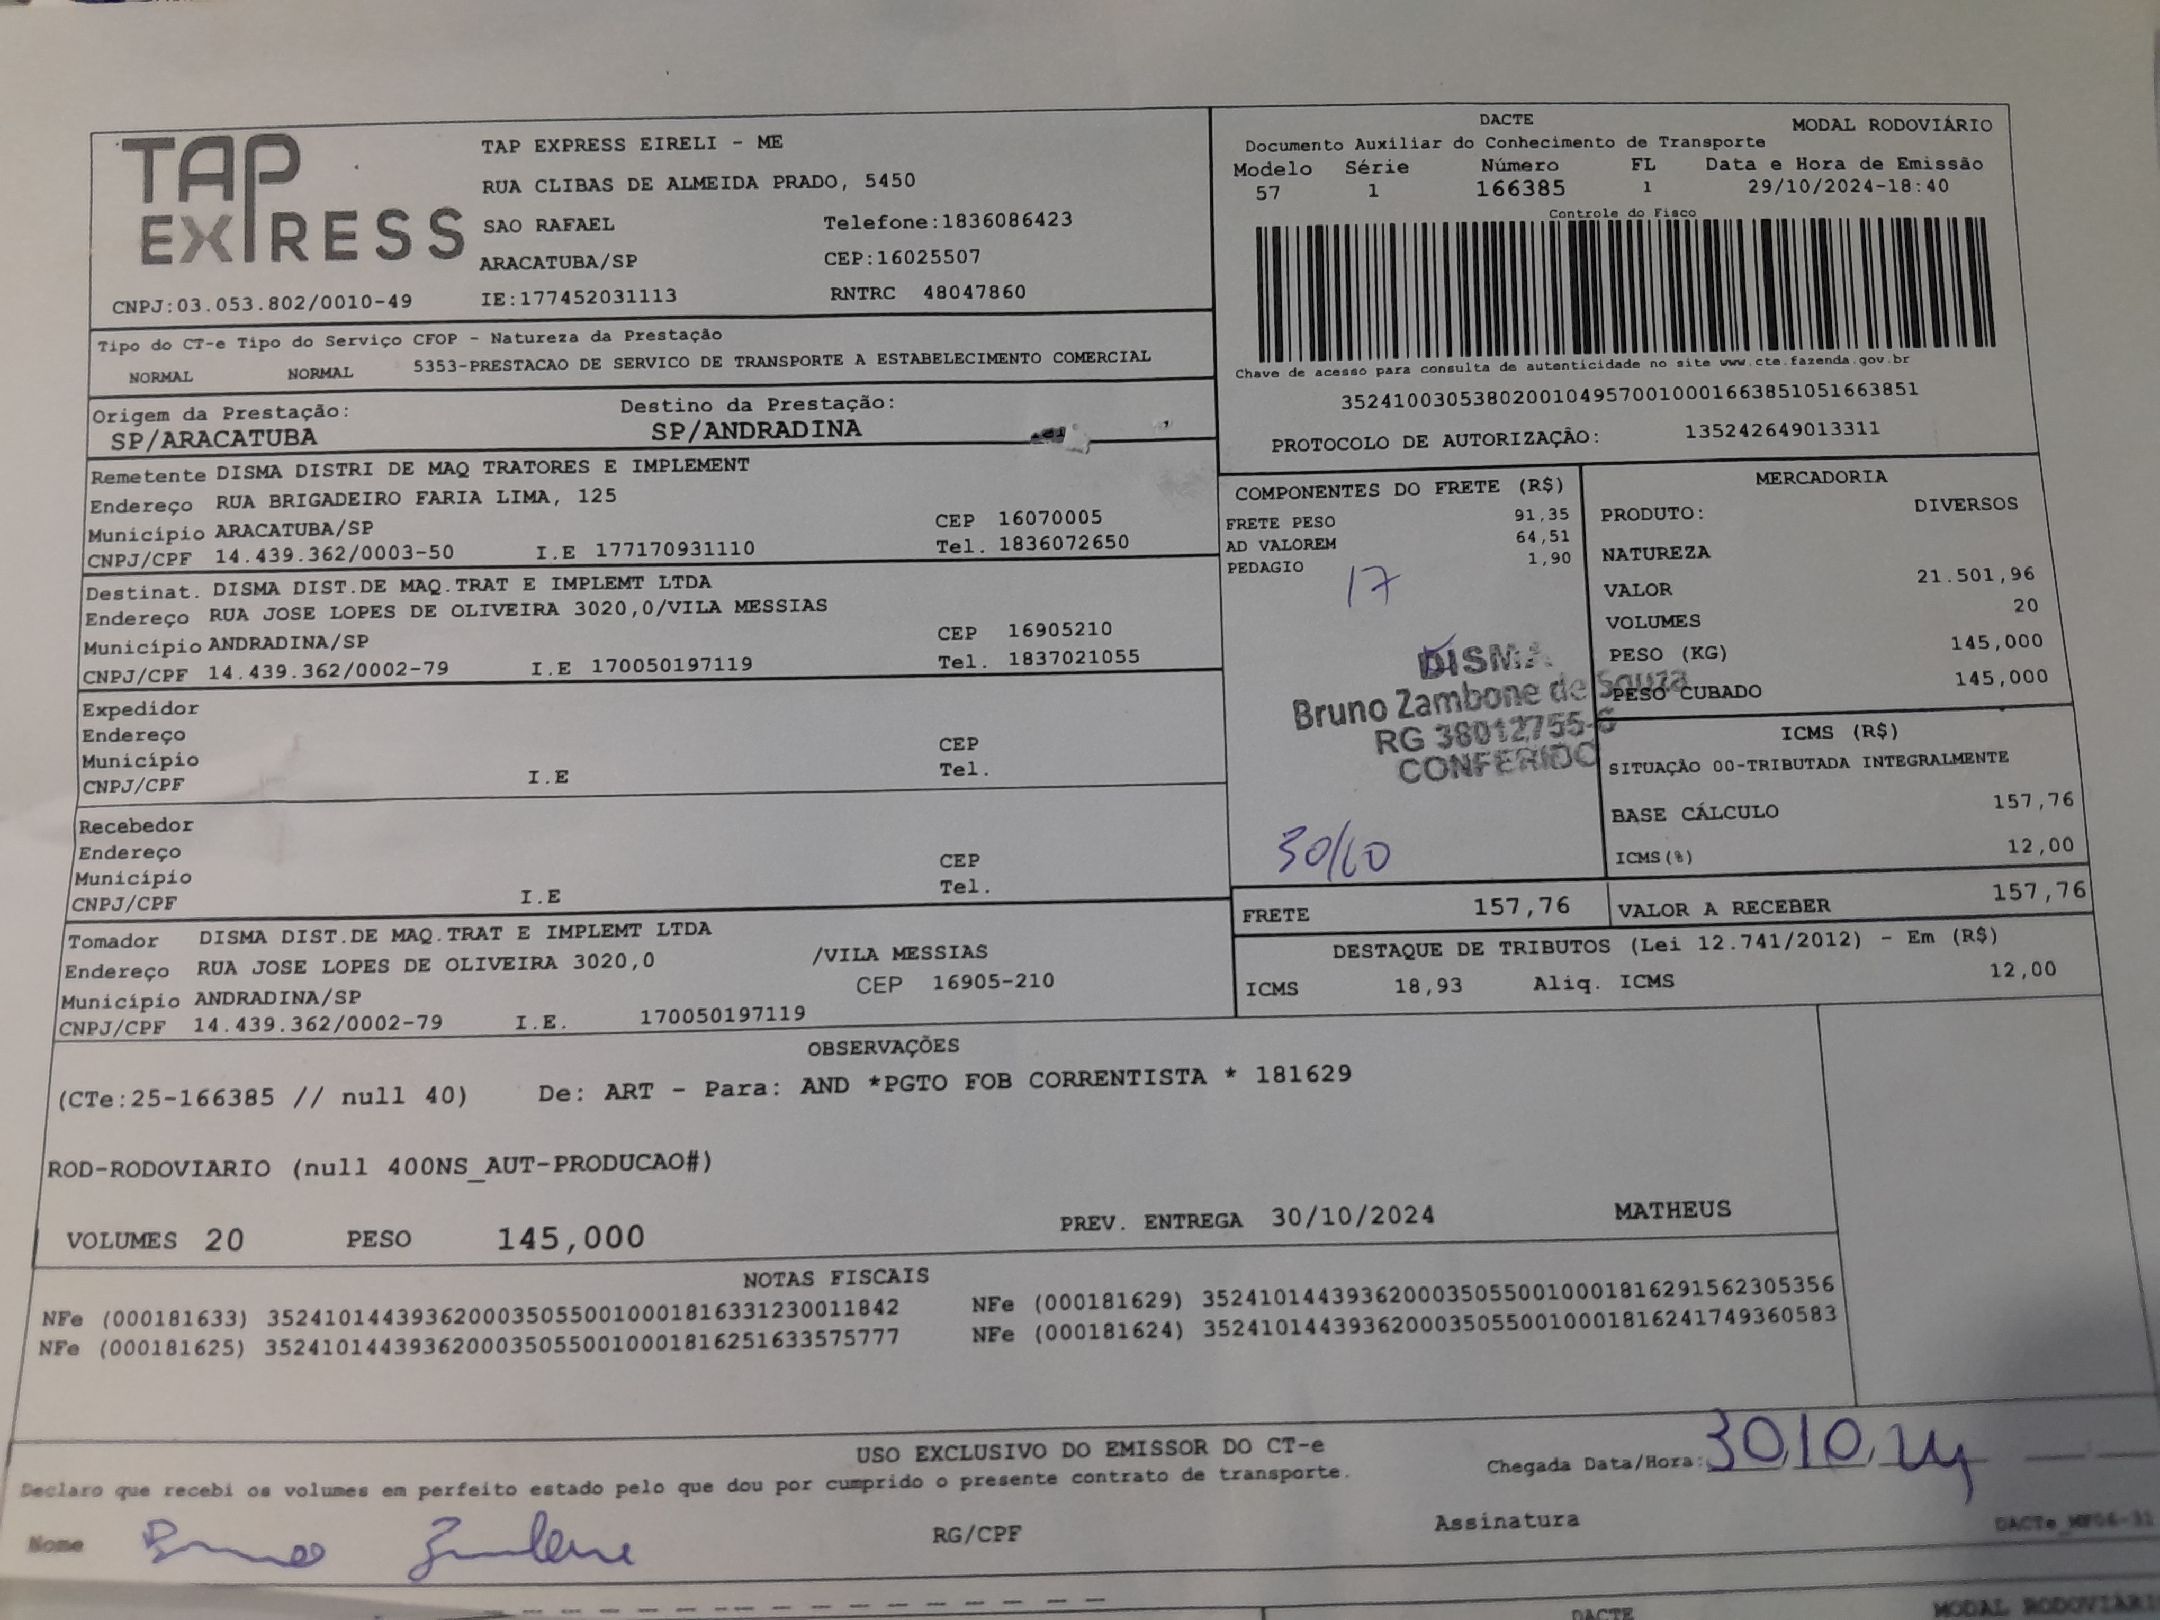 TAP EXPRESS
TAP EXPRESS EIRELI - ME
RUA CLIBAS DE ALMEIDA PRADO, 5450
SAO RAFAEL Telefone:1836086423
ARACATUBA/SP CEP:16025507
CNPJ:03.053.802/0010-49 IE:177452031113 RNTRC 48047860
DACTE MODAL RODOVIÁRIO
Documento Auxiliar do Conhecimento de Transporte
Modelo Série Número FL Data e Hora de Emissão
57 1 166385 1 29/10/2024-18:40
Controle do Fisco
Chave de acesso para consulta de autenticidade no site www.cte.fazenda.gov.br
35241003053802001049570010001663851051663851
PROTOCOLO DE AUTORIZAÇÃO: 135242649013311
Tipo do CT-e Tipo do Serviço CFOP - Natureza da Prestação
NORMAL NORMAL 5353-PRESTACAO DE SERVICO DE TRANSPORTE A ESTABELECIMENTO COMERCIAL
Origem da Prestação: Destino da Prestação:
SP/ARACATUBA SP/ANDRADINA
Remetente DISMA DISTRI DE MAQ TRATORES E IMPLEMENT
Endereço RUA BRIGADEIRO FARIA LIMA, 125
Município ARACATUBA/SP CEP 16070005
CNPJ/CPF 14.439.362/0003-50 I.E 177170931110 Tel. 1836072650
Destinat. DISMA DIST.DE MAQ.TRAT E IMPLEMT LTDA
Endereço RUA JOSE LOPES DE OLIVEIRA 3020,0/VILA MESSIAS
Município ANDRADINA/SP CEP 16905210
CNPJ/CPF 14.439.362/0002-79 I.E 170050197119 Tel. 1837021055
Expedidor
Endereço
Município CEP
CNPJ/CPF I.E Tel.
Recebedor
Endereço
Município CEP
CNPJ/CPF I.E Tel.
Tomador DISMA DIST.DE MAQ.TRAT E IMPLEMT LTDA
Endereço RUA JOSE LOPES DE OLIVEIRA 3020,0 /VILA MESSIAS
Município ANDRADINA/SP CEP 16905-210
CNPJ/CPF 14.439.362/0002-79 I.E. 170050197119
COMPONENTES DO FRETE (R$)
FRETE PESO 91,35
AD VALOREM 64,51
PEDAGIO 1,90
17
DISMA
Bruno Zambone de Souza
RG 38012755-6
CONFERIDO
30/10
MERCADORIA
PRODUTO: DIVERSOS
NATUREZA
VALOR 21.501,96
VOLUMES 20
PESO (KG) 145,000
PESO CUBADO 145,000
ICMS (R$)
SITUAÇÃO 00-TRIBUTADA INTEGRALMENTE
BASE CÁLCULO 157,76
ICMS(%) 12,00
FRETE 157,76 VALOR A RECEBER 157,76
DESTAQUE DE TRIBUTOS (Lei 12.741/2012) - Em (R$)
ICMS 18,93 Aliq. ICMS 12,00
OBSERVAÇÕES
(CTe:25-166385 // null 40) De: ART - Para: AND *PGTO FOB CORRENTISTA * 181629
ROD-RODOVIARIO (null 400NS_AUT-PRODUCAO#)
VOLUMES 20 PESO 145,000 PREV. ENTREGA 30/10/2024 MATHEUS
NOTAS FISCAIS
NFe (000181633) 35241014439362000350550010001816331230011842 NFe (000181629) 35241014439362000350550010001816291562305356
NFe (000181625) 35241014439362000350550010001816251633575777 NFe (000181624) 35241014439362000350550010001816241749360583
USO EXCLUSIVO DO EMISSOR DO CT-e
Declaro que recebi os volumes em perfeito estado pelo que dou por cumprido o presente contrato de transporte. Chegada Data/Hora: 30/10/24
Nome Bruno Zambone RG/CPF Assinatura
DACTE MODAL RODOVIÁRIO